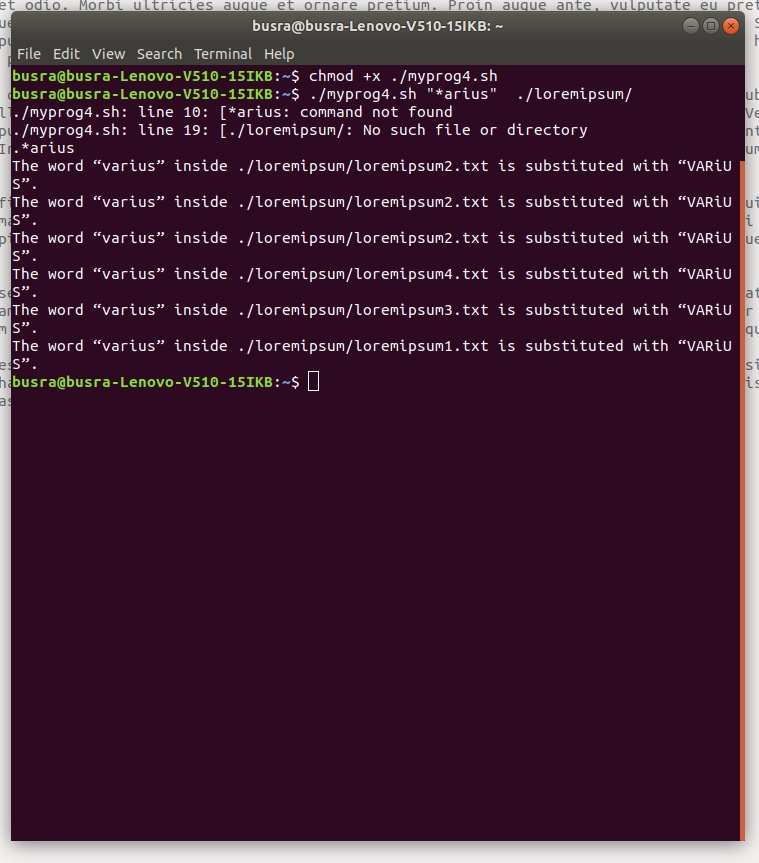 et odio. Morbi ultricies augue et ornare pretium. Proin augue ante, vulputate eu pret
busra@busra-Lenovo-V510-15IKB: ~
File Edit View Search Terminal Help
busra@busra-Lenovo-V510-15IKB:~$ chmod +x ./myprog4.sh
busra@busra-Lenovo-V510-15IKB:~$ ./myprog4.sh "*arius"  ./loremipsum/
./myprog4.sh: line 10: [*arius: command not found
./myprog4.sh: line 19: [./loremipsum/: No such file or directory
.*arius
The word “varius” inside ./loremipsum/loremipsum2.txt is substituted with “VARiU
S”.
The word “varius” inside ./loremipsum/loremipsum2.txt is substituted with “VARiU
S”.
The word “varius” inside ./loremipsum/loremipsum2.txt is substituted with “VARiU
S”.
The word “varius” inside ./loremipsum/loremipsum4.txt is substituted with “VARiU
S”.
The word “varius” inside ./loremipsum/loremipsum3.txt is substituted with “VARiU
S”.
The word “varius” inside ./loremipsum/loremipsum1.txt is substituted with “VARiU
S”.
busra@busra-Lenovo-V510-15IKB:~$